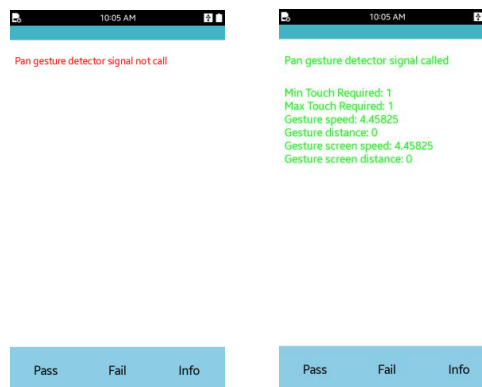 10:05 AM
Pan gesture detector signal not call
Pass Fail Info
10:05 AM
Pan gesture detector signal called
Min Touch Required: 1
Max Touch Required: 1
Gesture speed: 4.45825
Gesture distance: 0
Gesture screen speed: 4.45825
Gesture screen distance: 0
Pass Fail Info